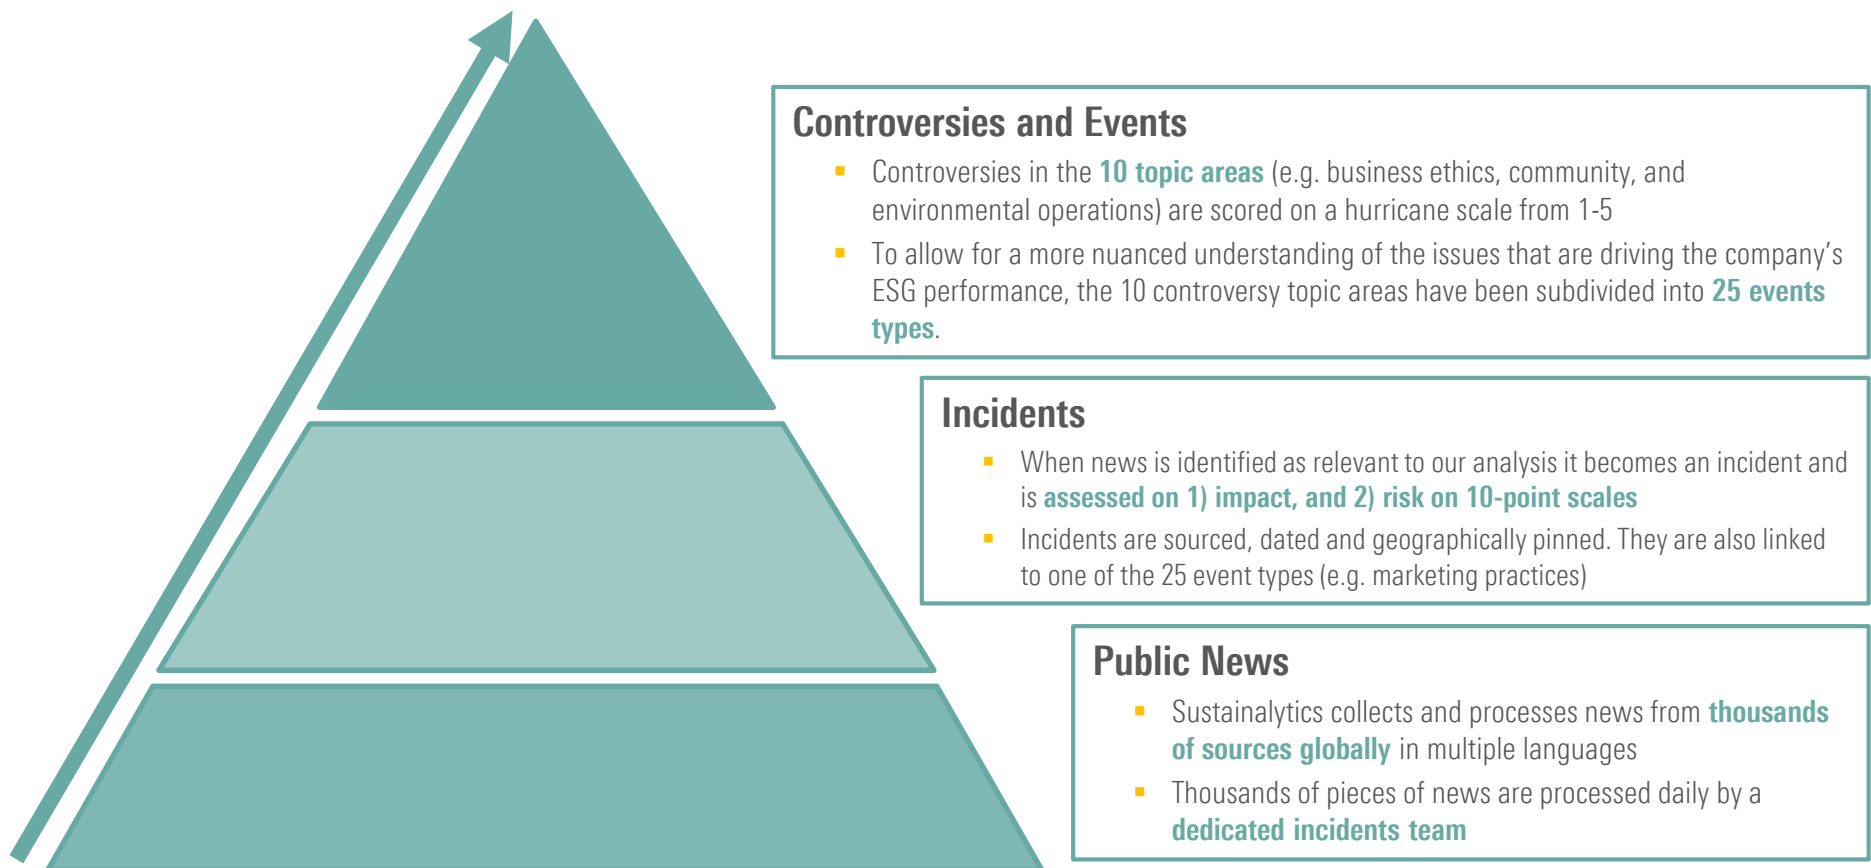 Controversies and Events
▪ Controversies in the 10 topic areas (e.g. business ethics, community, and
environmental operations) are scored on a hurricane scale from 1-5
▪ To allow for a more nuanced understanding of the issues that are driving the company’s
ESG performance, the 10 controversy topic areas have been subdivided into 25 events
types.
Incidents
▪ When news is identified as relevant to our analysis it becomes an incident and
is assessed on 1) impact, and 2) risk on 10-point scales
▪ Incidents are sourced, dated and geographically pinned. They are also linked
to one of the 25 event types (e.g. marketing practices)
Public News
▪ Sustainalytics collects and processes news from thousands
of sources globally in multiple languages
▪ Thousands of pieces of news are processed daily by a
dedicated incidents team